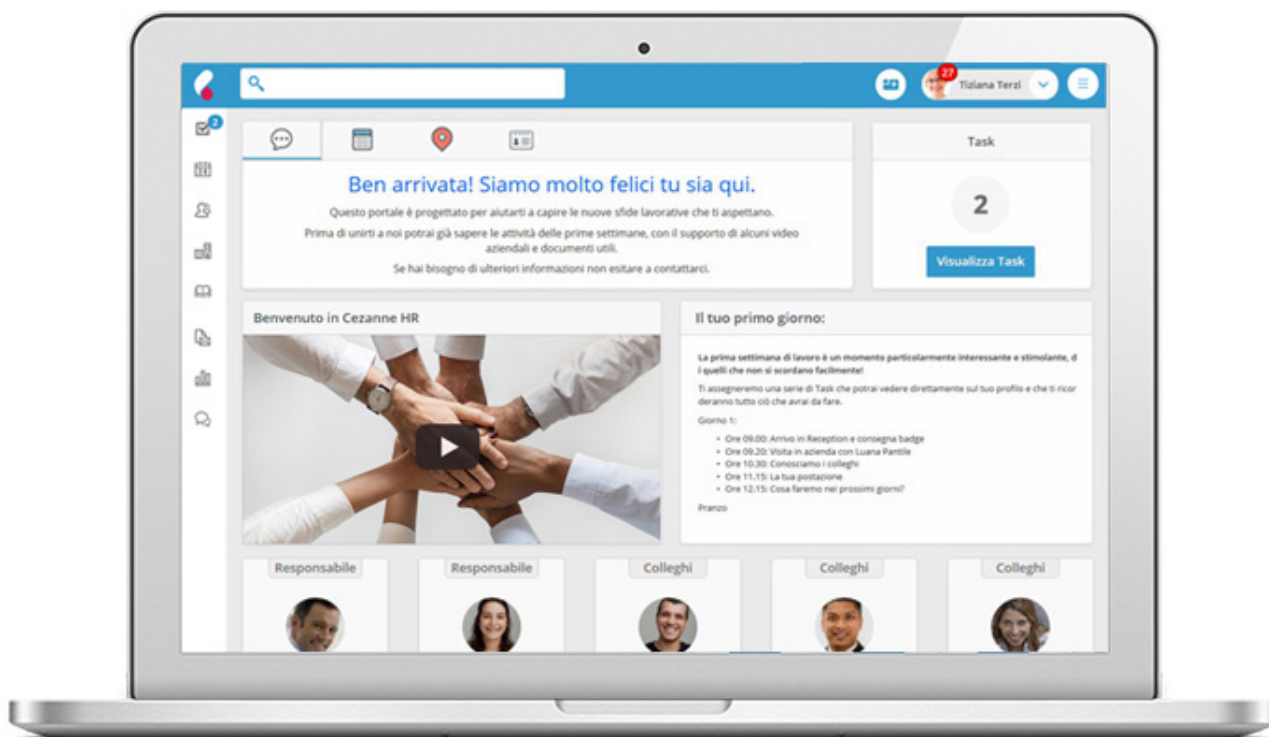 27
Tiziana Terzi
2
24
Task
Ben arrivata! Siamo molto felici tu sia qui.
Questo portale è progettato per aiutarti a capire le nuove sfide lavorative che ti aspettano.
Prima di unirti a noi potrai già sapere le attività delle prime settimane, con il supporto di alcuni video
aziendali e documenti utili.
Se hai bisogno di ulteriori informazioni non esitare a contattarci.
2
Visualizza Task
Benvenuto in Cezanne HR
Il tuo primo giorno:
La prima settimana di lavoro è un momento particolarmente interessante e stimolante, d
i quelli che non si scordano facilmente!
Ti assegneremo una serie di Task che potrai vedere direttamente sul tuo profilo e che ti ricor
deranno tutto ciò che avrai da fare.
Giorno 1:
• Ore 09.00: Arrivo in Reception e consegna badge
• Ore 09.20: Visita in azienda con Luana Pantile
• Ore 10.30: Conosciamo i colleghi
• Ore 11.15: La tua postazione
• Ore 12.15: Cosa faremo nei prossimi giorni?
Pranzo
Responsabile
Responsabile
Colleghi
Colleghi
Colleghi